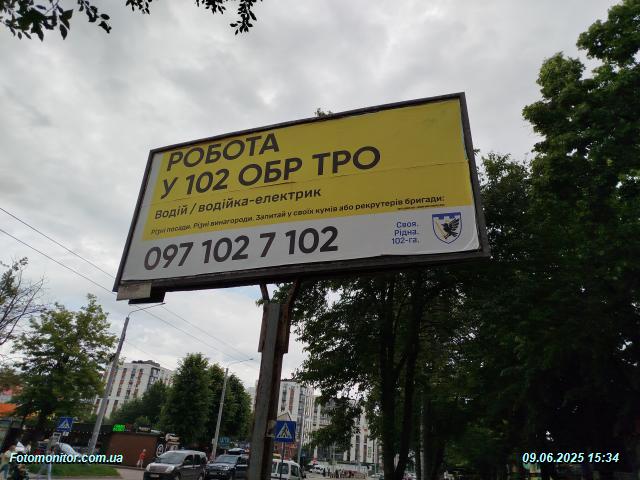 РОБОТА
У 102 ОБР ТРО
Водій / водійка-електрик
Різні посади. Різні винагороди. Запитай у своїх кумів або рекрутерів бригади:
097 102 7 102
Своя.
Рідна.
102-га.
Fotomonitor.com.ua
09.06.2025 15:34